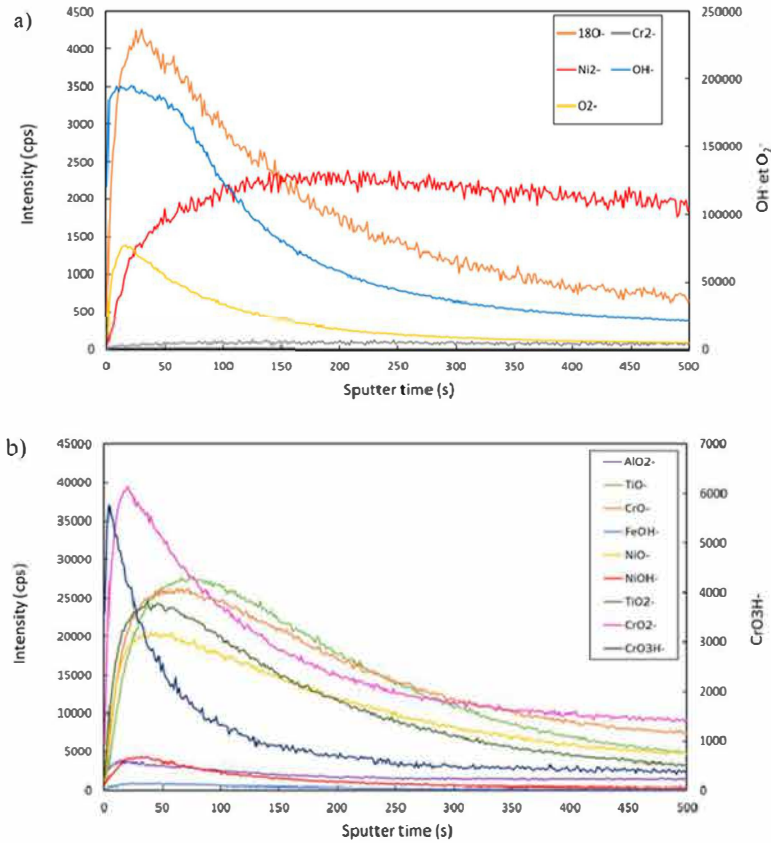 a)
4500
4000
3500
3000
2500
2000
1500
1000
500
0
Intensity (cps)
18O-
Cr2-
Ni2-
OH-
O2-
250000
200000
150000
100000
50000
0
OH⁻ et O₂⁻
0 50 100 150 200 250 300 350 400 450 500
Sputter time (s)
b)
45000
40000
35000
30000
25000
20000
15000
10000
5000
0
Intensity (cps)
AlO2-
TiO-
CrO-
FeOH-
NiO-
NiOH-
TiO2-
CrO2-
CrO3H-
7000
6000
5000
4000
3000
2000
1000
0
CrO3H-
0 50 100 150 200 250 300 350 400 450 500
Sputter time (s)